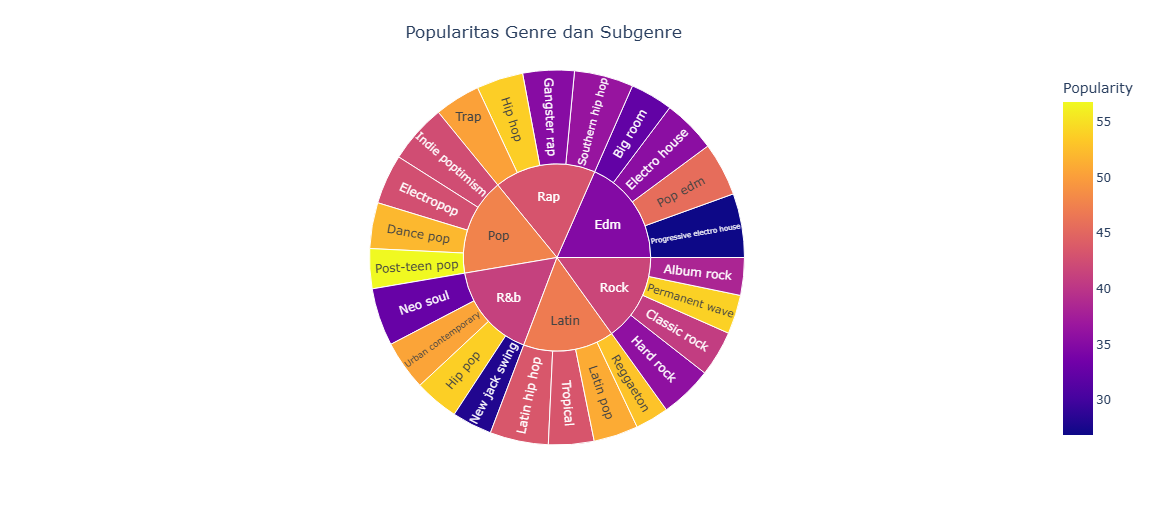 Popularitas Genre dan Subgenre
Popularity
55
50
45
40
35
30
Edm
Rap
Pop
R&b
Latin
Rock
Progressive electro house
Pop edm
Electro house
Big room
Southern hip hop
Gangster rap
Hip hop
Trap
Indie poptimism
Electropop
Dance pop
Post-teen pop
Neo soul
Urban contemporary
Hip pop
New jack swing
Latin hip hop
Tropical
Latin pop
Reggaeton
Hard rock
Classic rock
Permanent wave
Album rock